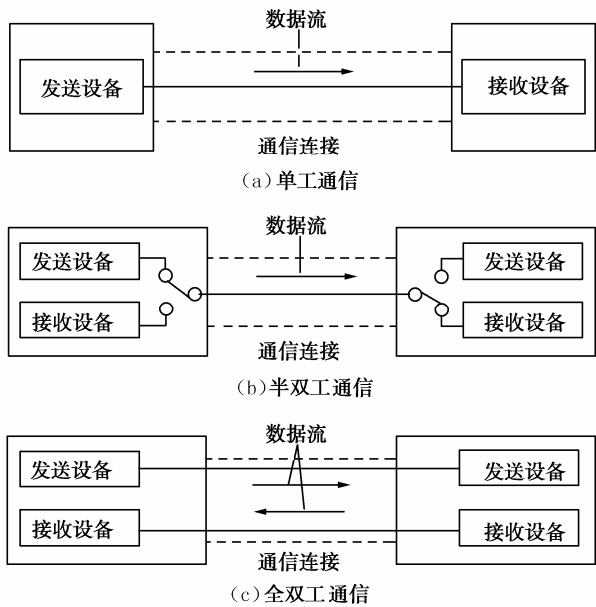 数据流
发送设备
接收设备
通信连接
(a)单工通信
数据流
发送设备
发送设备
接收设备
接收设备
通信连接
(b)半双工通信
数据流
发送设备
发送设备
接收设备
接收设备
通信连接
(c)全双工通信